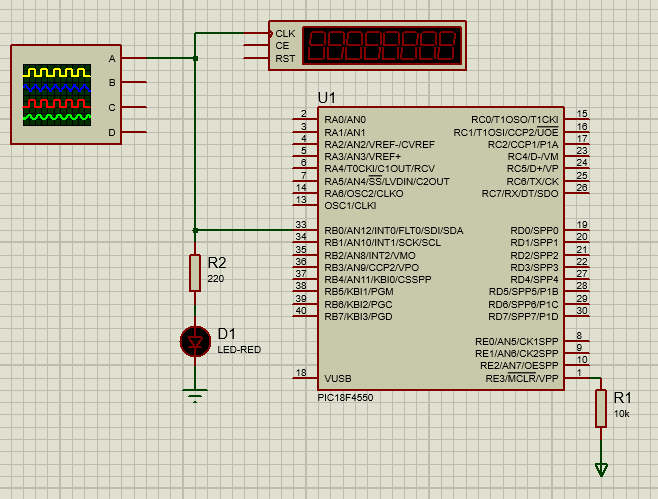 CLK
CE
RST
A
B
C
D
U1
2 RA0/AN0
3 RA1/AN1
4 RA2/AN2/VREF-/CVREF
5 RA3/AN3/VREF+
6 RA4/T0CKI/C1OUT/RCV
7 RA5/AN4/SS/LVDIN/C2OUT
14 RA6/OSC2/CLKO
13 OSC1/CLKI
33 RB0/AN12/INT0/FLT0/SDI/SDA
34 RB1/AN10/INT1/SCK/SCL
35 RB2/AN8/INT2/VMO
36 RB3/AN9/CCP2/VPO
37 RB4/AN11/KBI0/CSSPP
38 RB5/KBI1/PGM
39 RB6/KBI2/PGC
40 RB7/KBI3/PGD
18 VUSB
RC0/T1OSO/T1CKI 15
RC1/T1OSI/CCP2/UOE 16
RC2/CCP1/P1A 17
RC4/D-/VM 23
RC5/D+/VP 24
RC6/TX/CK 25
RC7/RX/DT/SDO 26
RD0/SPP0 19
RD1/SPP1 20
RD2/SPP2 21
RD3/SPP3 22
RD4/SPP4 27
RD5/SPP5/P1B 28
RD6/SPP6/P1C 29
RD7/SPP7/P1D 30
RE0/AN5/CK1SPP 8
RE1/AN6/CK2SPP 9
RE2/AN7/OESPP 10
RE3/MCLR/VPP 1
PIC18F4550
R2
220
D1
LED-RED
R1
10k